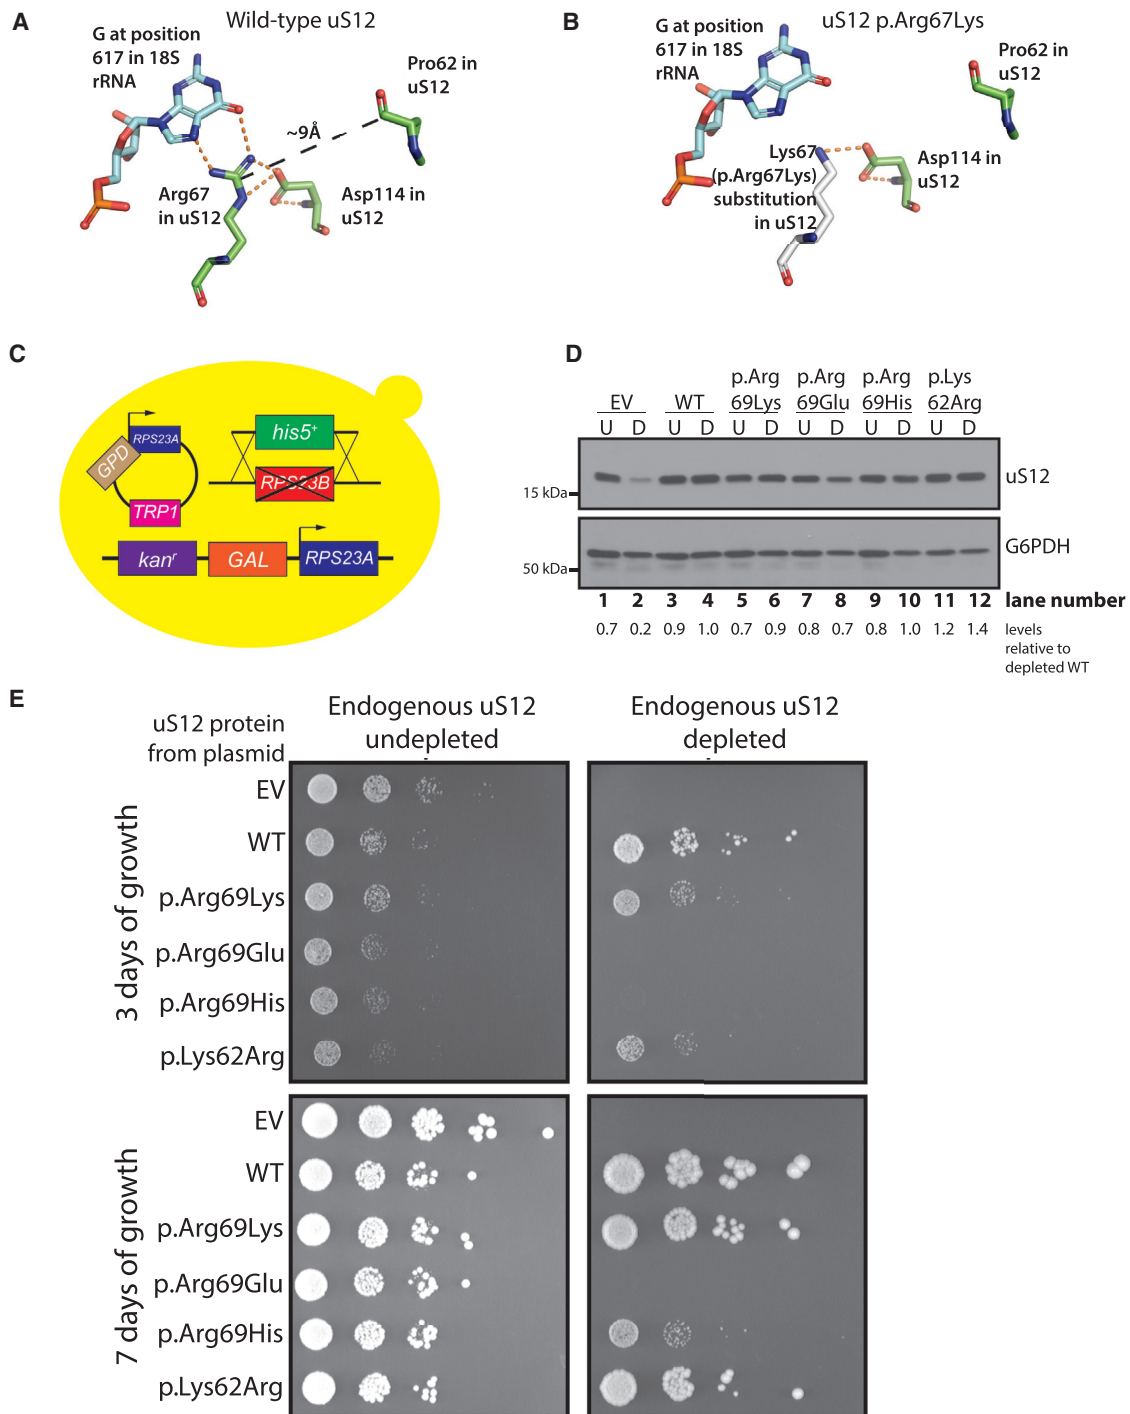 A
Wild-type uS12
G at position
617 in 18S
rRNA
Pro62 in
uS12
~9Å
Arg67
in uS12
Asp114 in
uS12
B
uS12 p.Arg67Lys
G at position
617 in 18S
rRNA
Pro62 in
uS12
Lys67
(p.Arg67Lys)
substitution
in uS12
Asp114 in
uS12
C
GPD
RPS23A
TRP1
his5+
RPS23B
kanr
GAL
RPS23A
D
EV
WT
p.Arg
69Lys
p.Arg
69Glu
p.Arg
69His
p.Lys
62Arg
U D U D U D U D U D U D
uS12
15 kDa
G6PDH
50 kDa
1 2 3 4 5 6 7 8 9 10 11 12 lane number
0.7 0.2 0.9 1.0 0.7 0.9 0.8 0.7 0.8 1.0 1.2 1.4 levels
relative to
depleted WT
E
uS12 protein
from plasmid
Endogenous uS12
undepleted
Endogenous uS12
depleted
3 days of growth
EV
WT
p.Arg69Lys
p.Arg69Glu
p.Arg69His
p.Lys62Arg
7 days of growth
EV
WT
p.Arg69Lys
p.Arg69Glu
p.Arg69His
p.Lys62Arg